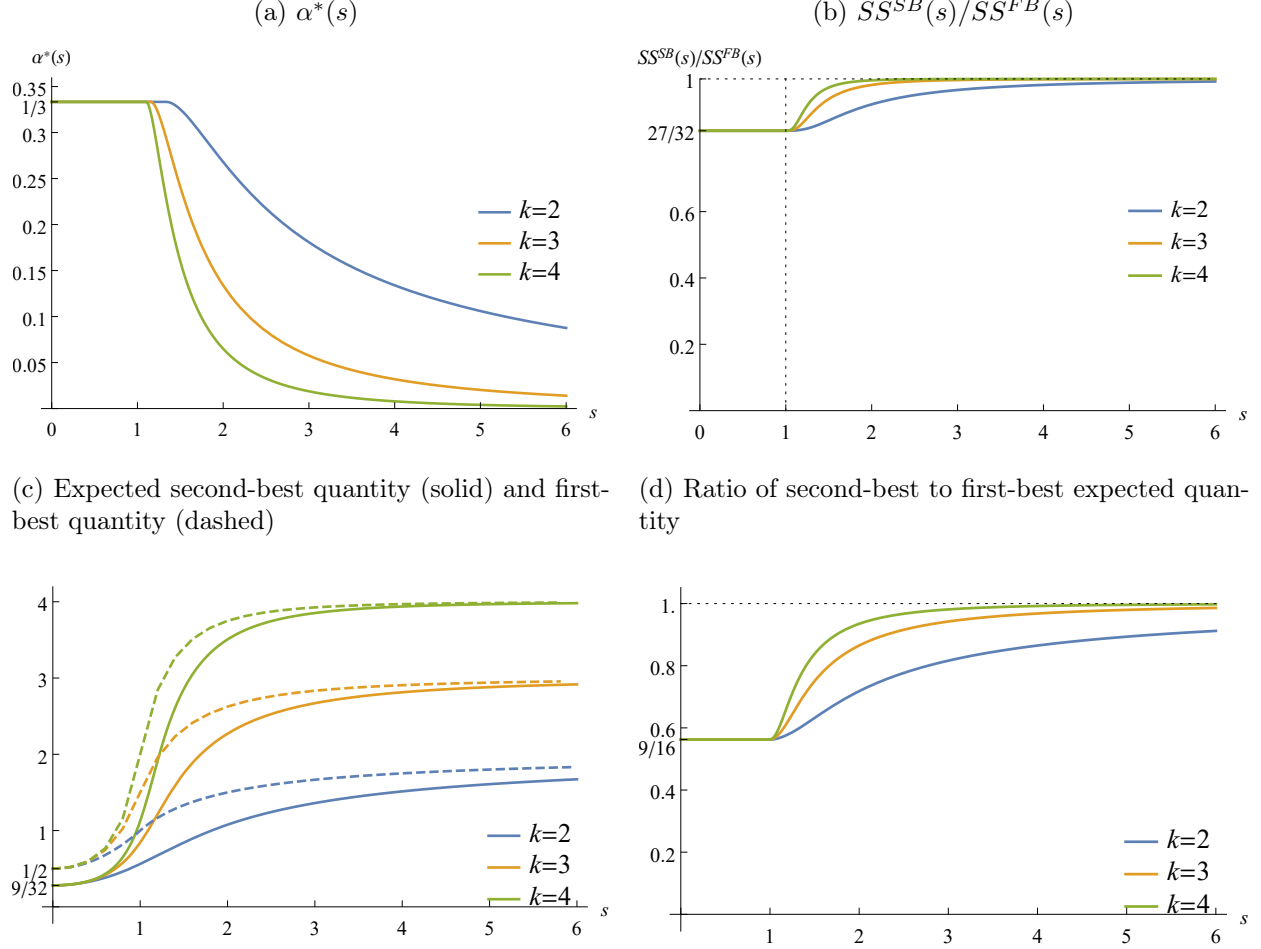 (a) α*(s)
α*(s)
0.35
1/3
0.3
0.25
0.2
0.15
0.1
0.05
0 1 2 3 4 5 6 s
k=2
k=3
k=4
(b) SS^{SB}(s)/SS^{FB}(s)
SS^{SB}(s)/SS^{FB}(s)
1
27/32
0.6
0.4
0.2
0 1 2 3 4 5 6 s
k=2
k=3
k=4
(c) Expected second-best quantity (solid) and first-
best quantity (dashed)
4
3
2
1
1/2
9/32
1 2 3 4 5 6 s
k=2
k=3
k=4
(d) Ratio of second-best to first-best expected quan-
tity
1.
0.8
0.6
9/16
0.4
0.2
1 2 3 4 5 6 s
k=2
k=3
k=4